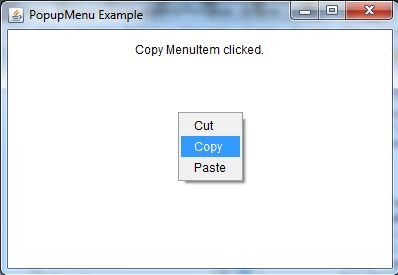 PopupMenu Example
Copy MenuItem clicked.
Cut
Copy
Paste